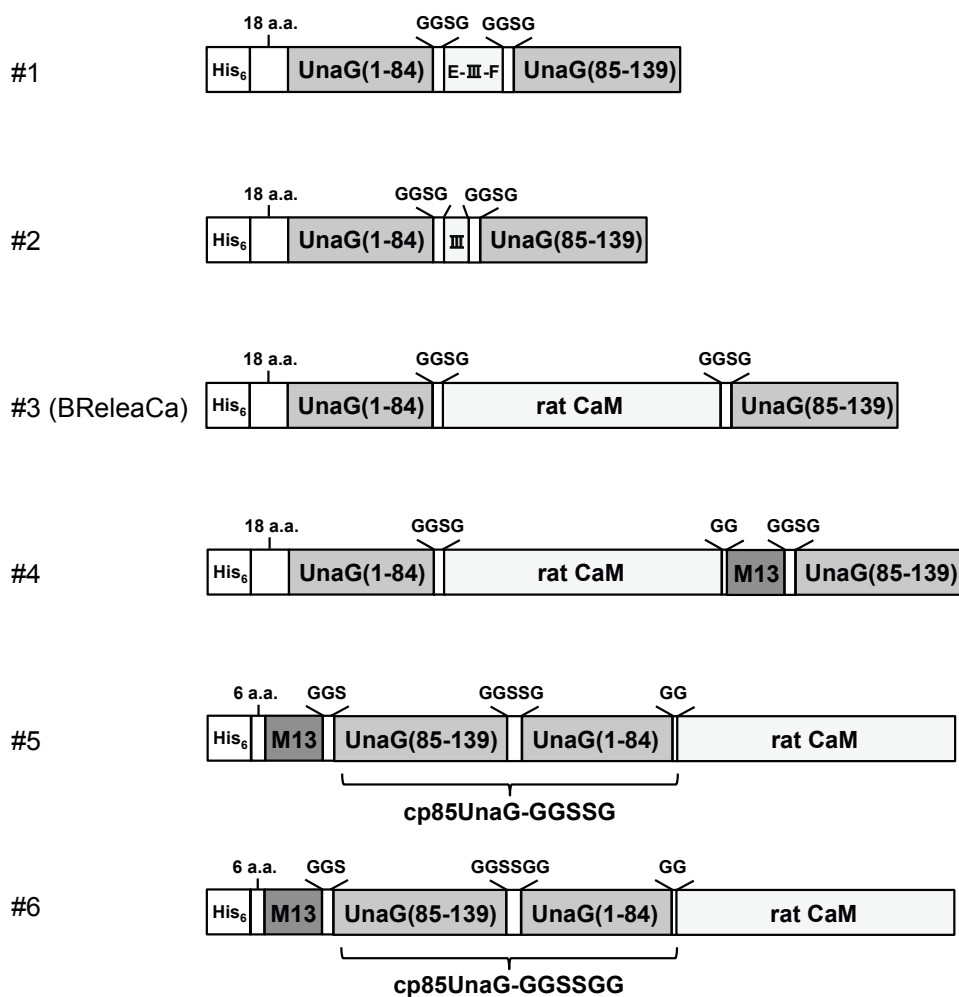 18 a.a. GGSG GGSG
#1 His6 UnaG(1-84) E-Ⅲ-F UnaG(85-139)
18 a.a. GGSG GGSG
#2 His6 UnaG(1-84) Ⅲ UnaG(85-139)
18 a.a. GGSG GGSG
#3 (BReleaCa) His6 UnaG(1-84) rat CaM UnaG(85-139)
18 a.a. GGSG GG GGSG
#4 His6 UnaG(1-84) rat CaM M13 UnaG(85-139)
6 a.a. GGS GGSSG GG
#5 His6 M13 UnaG(85-139) UnaG(1-84) rat CaM
cp85UnaG-GGSSG
6 a.a. GGS GGSSGG GG
#6 His6 M13 UnaG(85-139) UnaG(1-84) rat CaM
cp85UnaG-GGSSGG